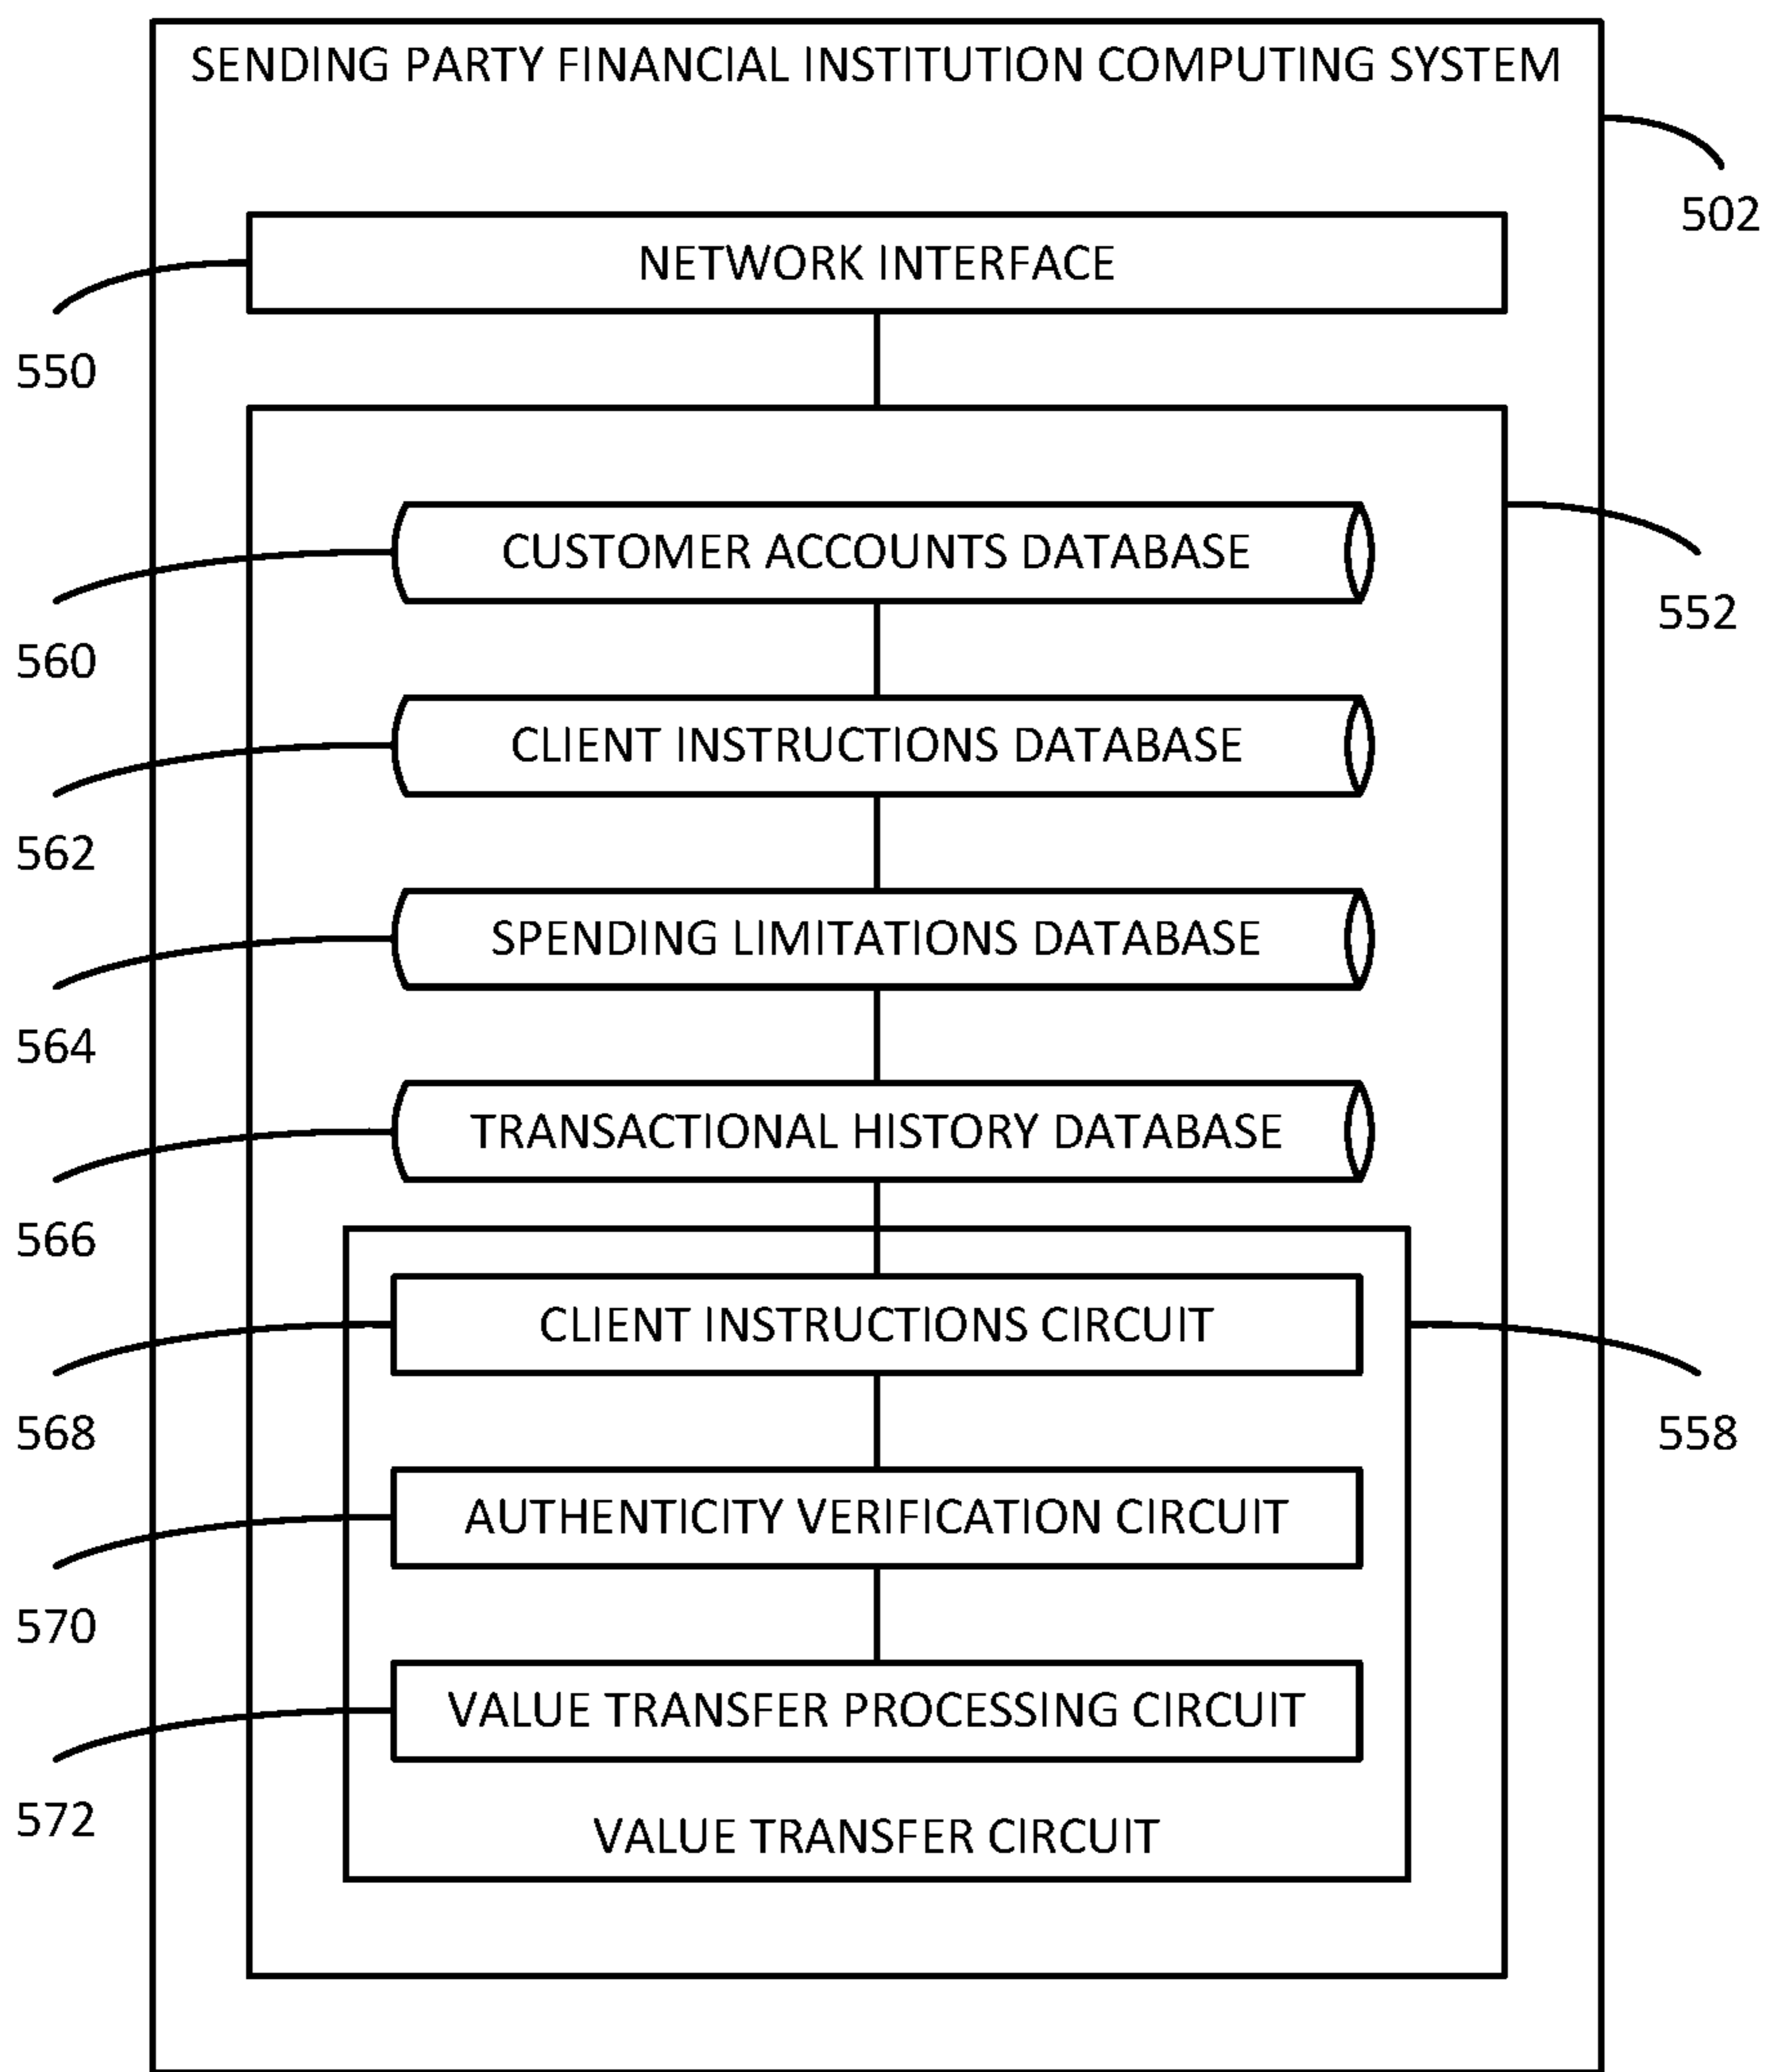 SENDING PARTY FINANCIAL INSTITUTION COMPUTING SYSTEM
502
NETWORK INTERFACE
550
CUSTOMER ACCOUNTS DATABASE
552
560
CLIENT INSTRUCTIONS DATABASE
562
SPENDING LIMITATIONS DATABASE
564
TRANSACTIONAL HISTORY DATABASE
566
CLIENT INSTRUCTIONS CIRCUIT
568
558
AUTHENTICITY VERIFICATION CIRCUIT
570
VALUE TRANSFER PROCESSING CIRCUIT
572
VALUE TRANSFER CIRCUIT